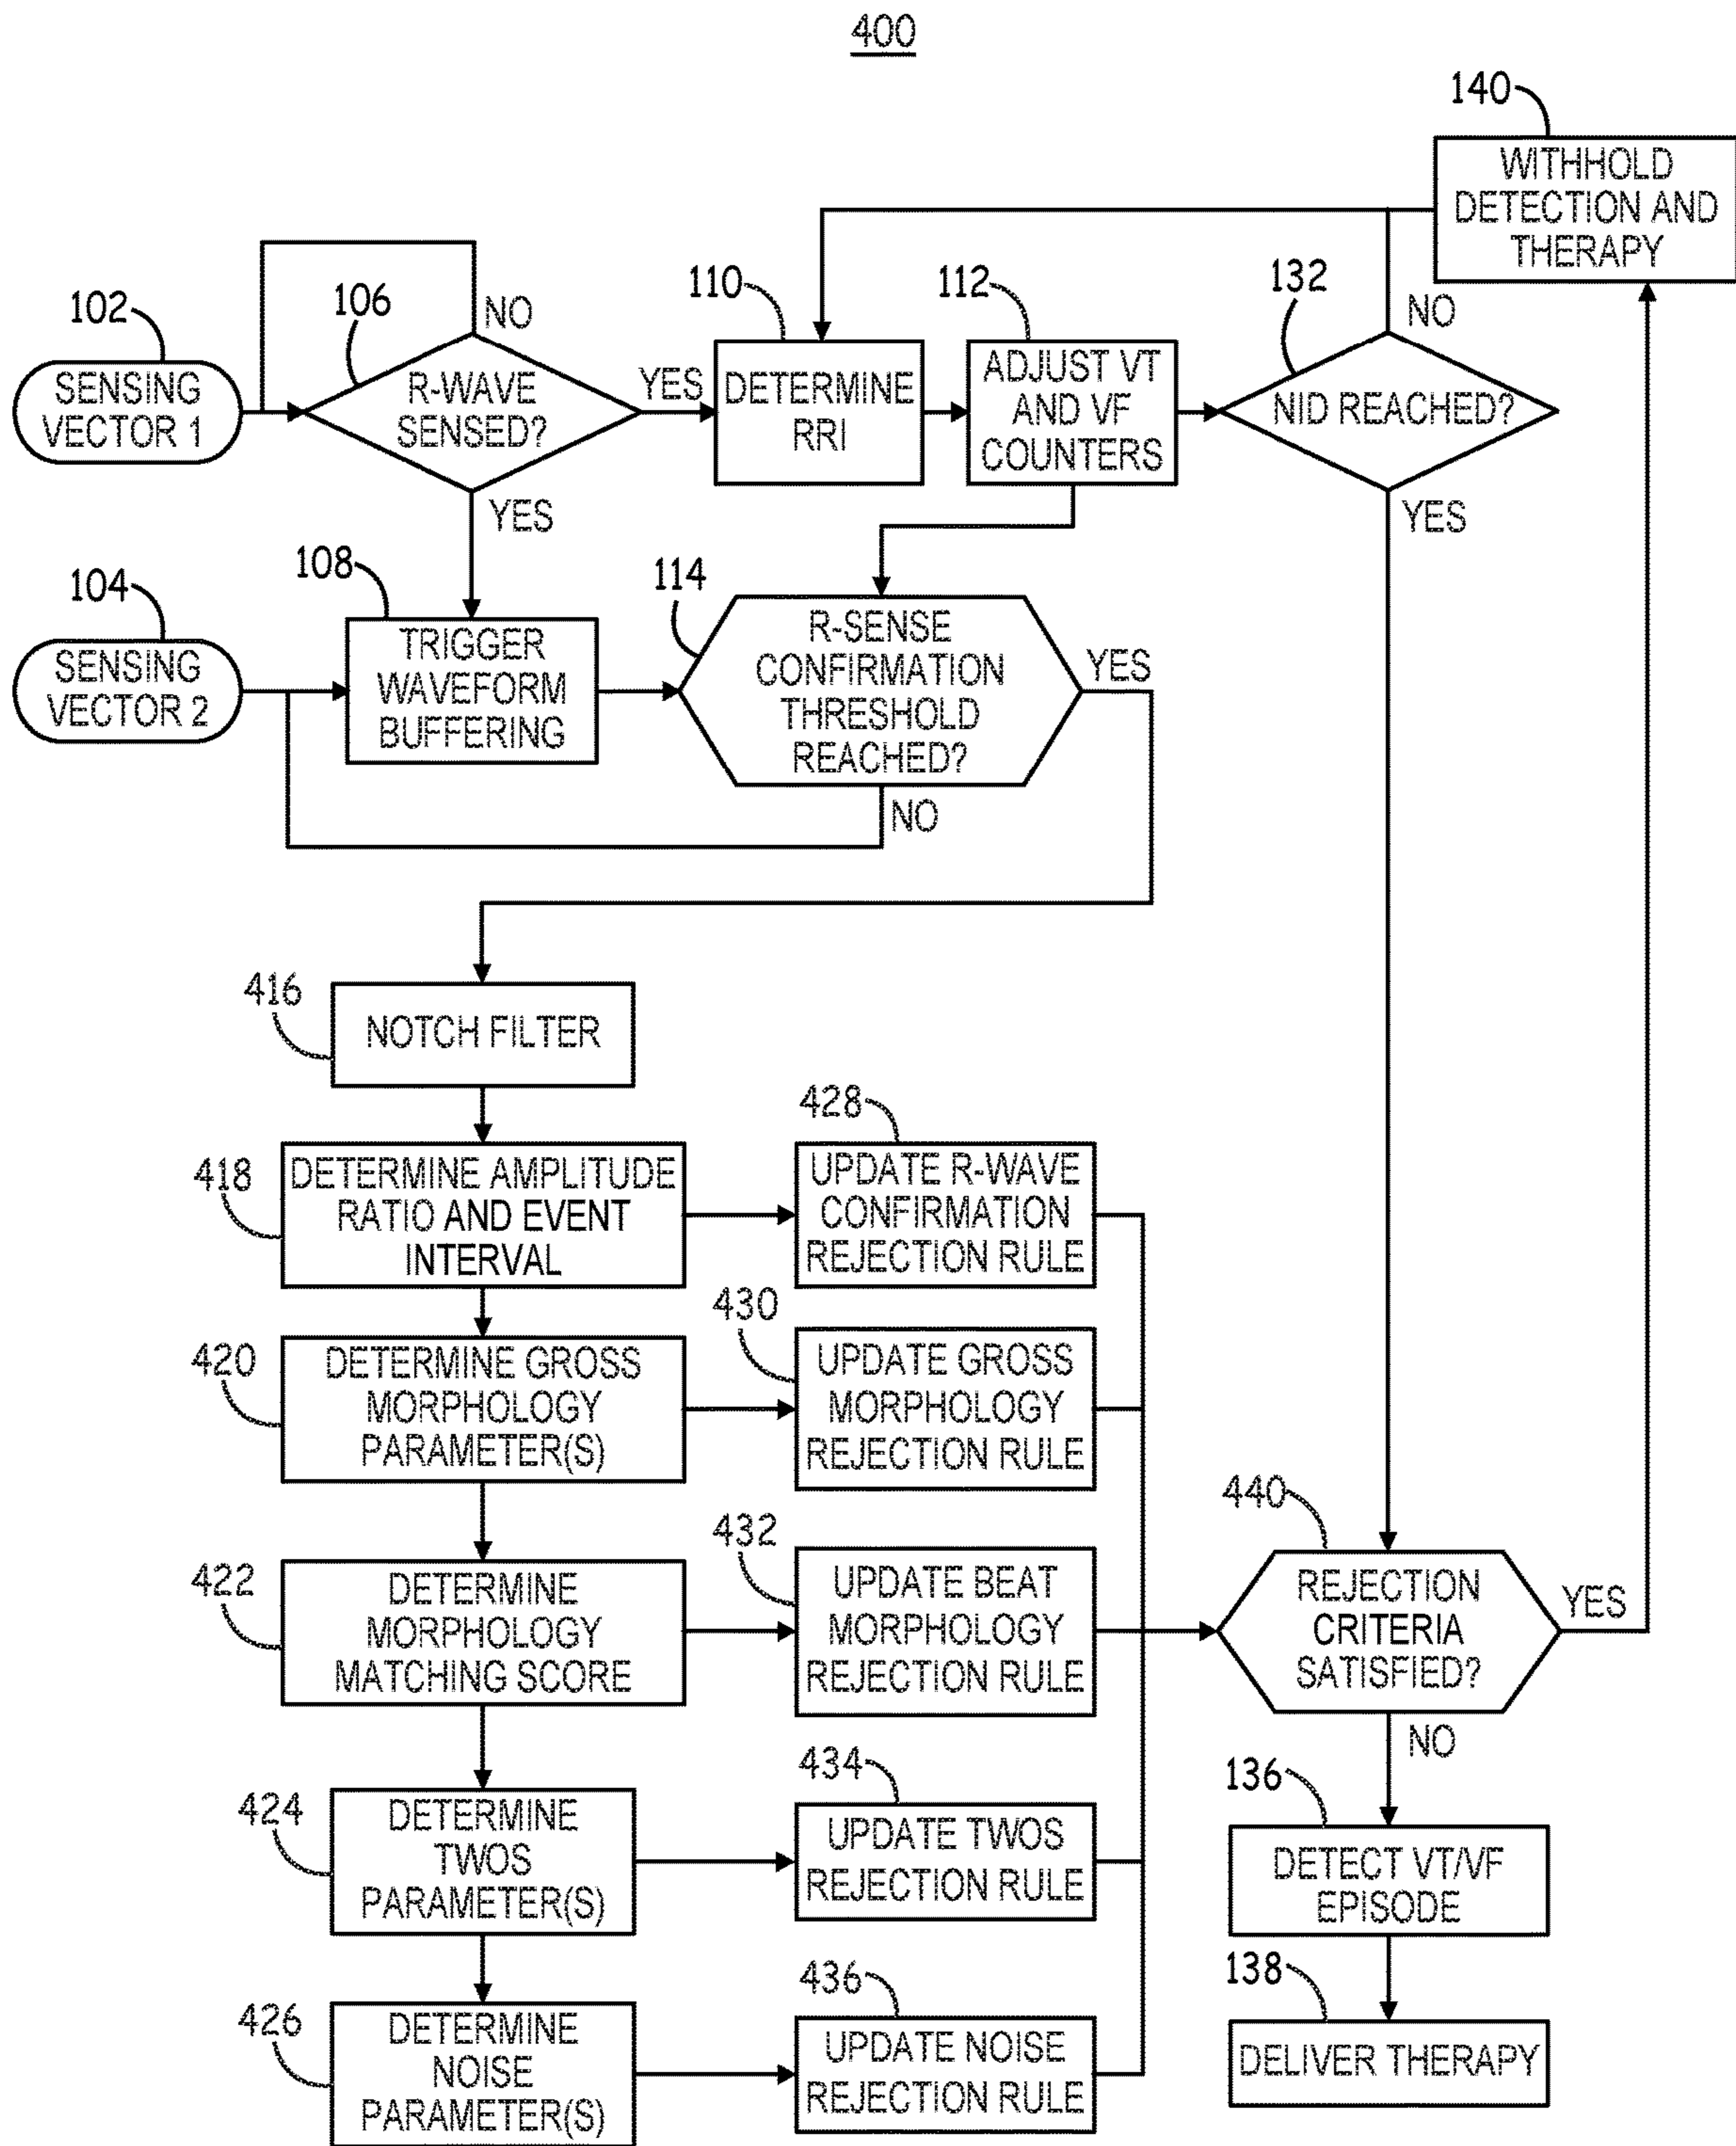 400
140
WITHHOLD
DETECTION AND
THERAPY
102
SENSING
VECTOR 1
106
NO
R-WAVE
SENSED?
YES
YES
110
DETERMINE
RRI
112
ADJUST VT
AND VF
COUNTERS
132
NO
NID REACHED?
YES
104
SENSING
VECTOR 2
108
TRIGGER
WAVEFORM
BUFFERING
114
R-SENSE
CONFIRMATION
THRESHOLD
REACHED?
YES
NO
416
NOTCH FILTER
418
DETERMINE AMPLITUDE
RATIO AND EVENT
INTERVAL
428
UPDATE R-WAVE
CONFIRMATION
REJECTION RULE
420
DETERMINE GROSS
MORPHOLOGY
PARAMETER(S)
430
UPDATE GROSS
MORPHOLOGY
REJECTION RULE
422
DETERMINE
MORPHOLOGY
MATCHING SCORE
432
UPDATE BEAT
MORPHOLOGY
REJECTION RULE
440
REJECTION
CRITERIA
SATISFIED?
YES
NO
424
DETERMINE
TWOS
PARAMETER(S)
434
UPDATE TWOS
REJECTION RULE
136
DETECT VT/VF
EPISODE
426
DETERMINE
NOISE
PARAMETER(S)
436
UPDATE NOISE
REJECTION RULE
138
DELIVER THERAPY